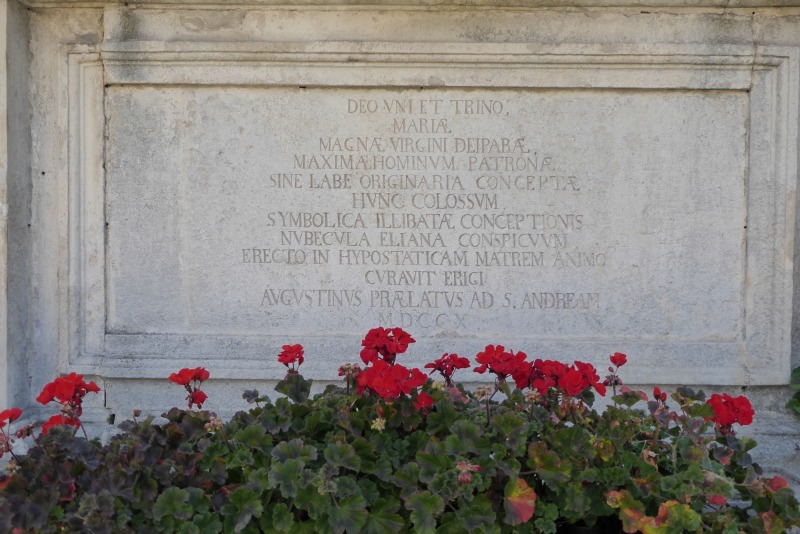 DEO VNI ET TRINO,
MARIÆ
MAGNÆ VIRGINI DEIPARÆ,
MAXIMÆ HOMINVM PATRONÆ
SINE LABE ORIGINARIA CONCEPTÆ
HVNC COLOSSVM
SYMBOLICA ILLIBATÆ CONCEPTIONIS
NVBECVLA ELIANA CONSPICVVM
ERECTO IN HYPOSTATICAM MATREM ANIMO
CVRAVIT ERIGI
AVGVSTINVS PRÆLATVS AD S. ANDREAM
MDCCX